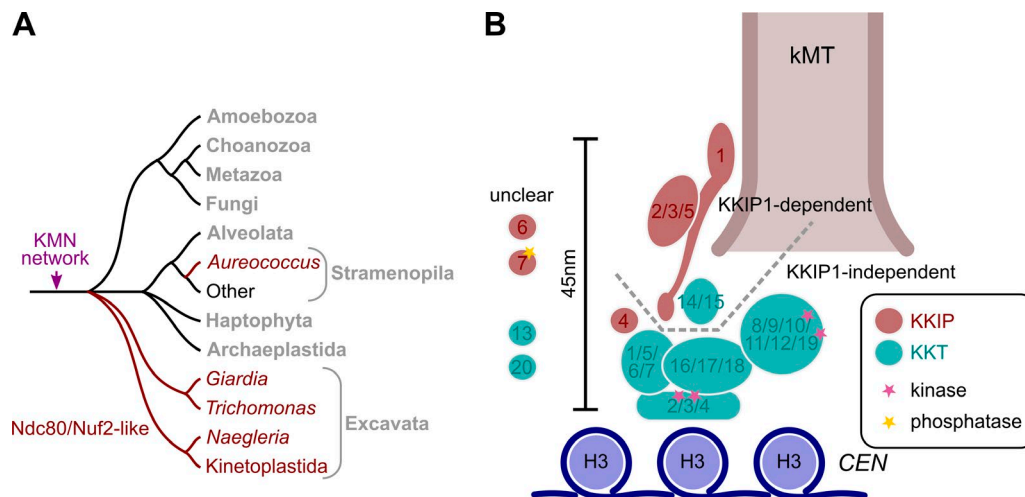 A
Amoebozoa
Choanozoa
Metazoa
Fungi
KMN
network
Alveolata
Aureococcus
Stramenopila
Other
Haptophyta
Archaeplastida
Giardia
Trichomonas
Excavata
Ndc80/Nuf2-like
Naegleria
Kinetoplastida
B
kMT
unclear
6
7
13
20
45nm
1
2/3/5
KKIP1-dependent
KKIP1-independent
14/15
4
1/5/
6/7
16/17/18
8/9/10/
11/12/19
2/3/4
H3
H3
H3
CEN
KKIP
KKT
kinase
phosphatase